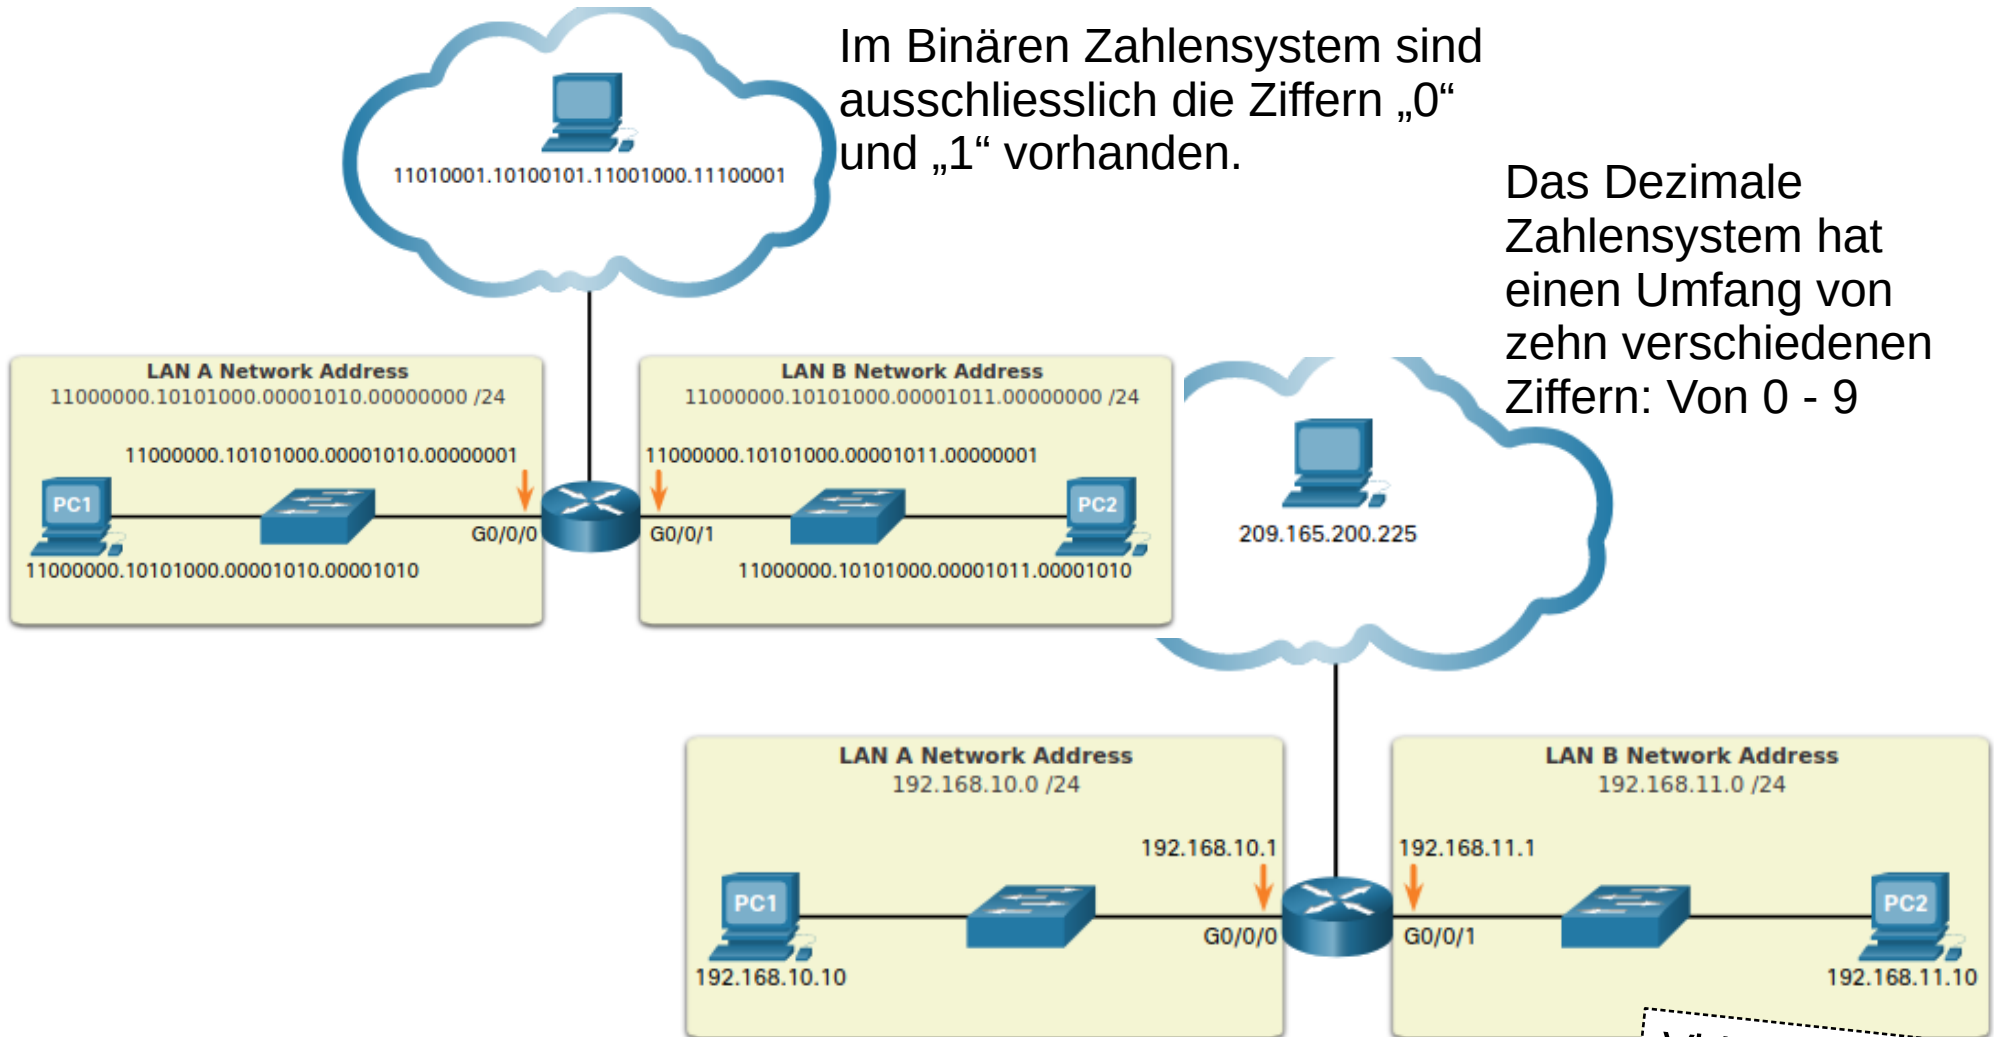 Im Binären Zahlensystem sind
ausschliesslich die Ziffern „0“
und „1“ vorhanden.
11010001.10100101.11001000.11100001
Das Dezimale
Zahlensystem hat
einen Umfang von
zehn verschiedenen
Ziffern: Von 0 - 9
LAN A Network Address
11000000.10101000.00001010.00000000 /24
11000000.10101000.00001010.00000001
PC1
G0/0/0
11000000.10101000.00001010.00001010
LAN B Network Address
11000000.10101000.00001011.00000000 /24
11000000.10101000.00001011.00000001
PC2
G0/0/1
11000000.10101000.00001011.00001010
209.165.200.225
LAN A Network Address
192.168.10.0 /24
192.168.10.1
PC1
G0/0/0
192.168.10.10
LAN B Network Address
192.168.11.0 /24
192.168.11.1
PC2
G0/0/1
192.168.11.10